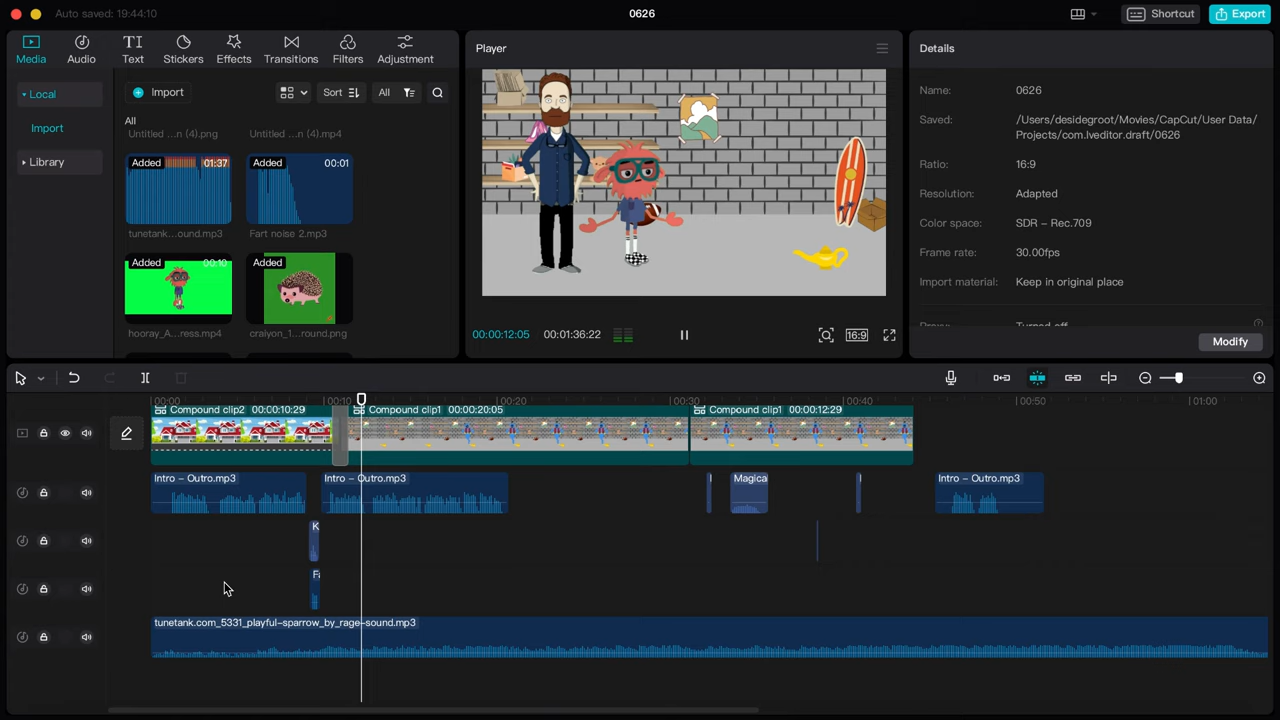 Auto saved: 19:44:10
0626
Shortcut
Export
Media
Audio
Text
Stickers
Effects
Transitions
Filters
Adjustment
Local
Import
Library
Import
Sort
All
All
Untitled ...n (4).png
Untitled ...n (4).mp4
Added
01:37
Added
00:01
tunetank...ound.mp3
Fart noise 2.mp3
Added
00:10
Added
hooray_A...ress.mp4
craiyon_1...round.png
Player
00:00:12:05
00:01:36:22
16:9
Details
Name:
0626
Saved:
/Users/desidegroot/Movies/CapCut/User Data/
Projects/com.lveditor.draft/0626
Ratio:
16:9
Resolution:
Adapted
Color space:
SDR – Rec.709
Frame rate:
30.00fps
Import material:
Keep in original place
Proxy:
Turned off
Modify
00:00
00:10
00:20
00:30
00:40
00:50
01:00
Compound clip2 00:00:10:29
Compound clip1 00:00:20:05
Compound clip1 00:00:12:29
Intro – Outro.mp3
Intro – Outro.mp3
Magica
Intro – Outro.mp3
K
tunetank.com_5331_playful-sparrow_by_rage-sound.mp3